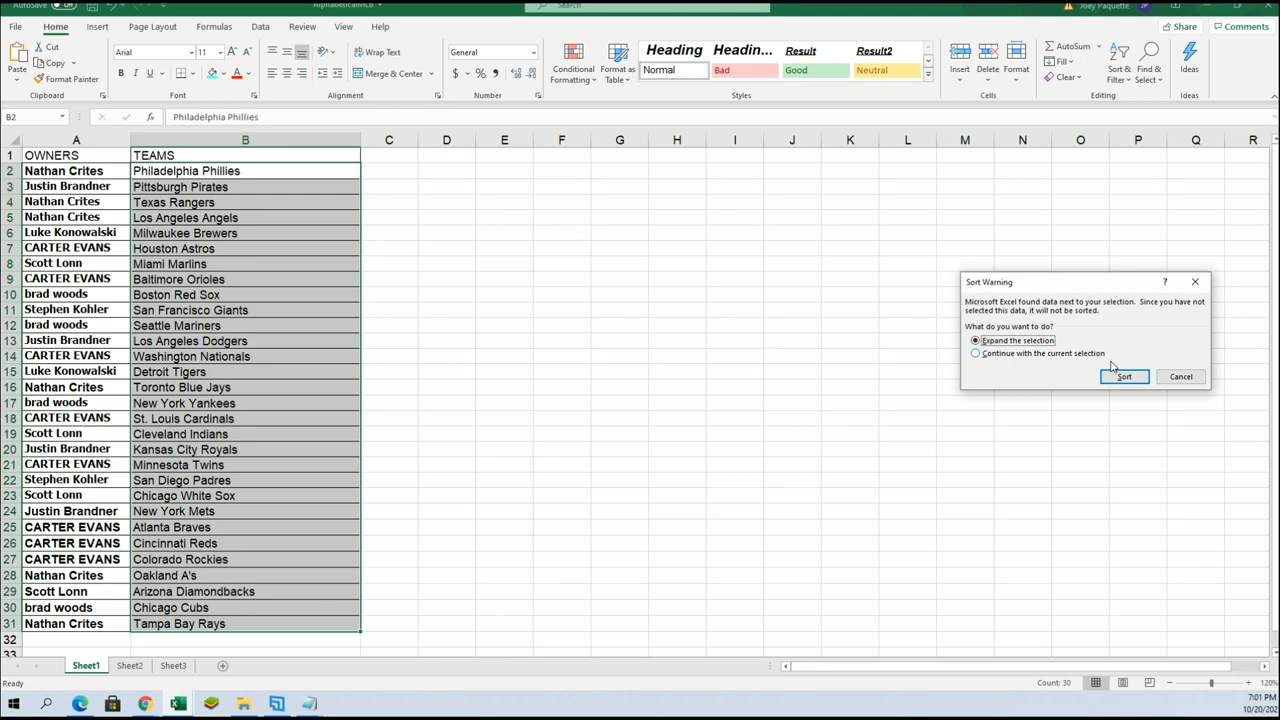 AutoSave Off AlphabeticalMLB Search Joey Paquette JP
File Home Insert Page Layout Formulas Data Review View Help Share Comments
Paste Cut Copy Format Painter Clipboard
Arial 11 A A B I U A Font
Wrap Text Merge & Center Alignment
General $ % Number
Conditional Formatting Format as Table
Heading Headin... Result Result2
Normal Bad Good Neutral
Styles
Insert Delete Format Cells
AutoSum Fill Clear Sort & Filter Find & Select Editing
Ideas Ideas
B2 fx Philadelphia Phillies
A B C D E F G H I J K L M N O P Q R
1 OWNERS TEAMS
2 Nathan Crites Philadelphia Phillies
3 Justin Brandner Pittsburgh Pirates
4 Nathan Crites Texas Rangers
5 Nathan Crites Los Angeles Angels
6 Luke Konowalski Milwaukee Brewers
7 CARTER EVANS Houston Astros
8 Scott Lonn Miami Marlins
9 CARTER EVANS Baltimore Orioles
10 brad woods Boston Red Sox
11 Stephen Kohler San Francisco Giants
12 brad woods Seattle Mariners
13 Justin Brandner Los Angeles Dodgers
14 CARTER EVANS Washington Nationals
15 Luke Konowalski Detroit Tigers
16 Nathan Crites Toronto Blue Jays
17 brad woods New York Yankees
18 CARTER EVANS St. Louis Cardinals
19 Scott Lonn Cleveland Indians
20 Justin Brandner Kansas City Royals
21 CARTER EVANS Minnesota Twins
22 Stephen Kohler San Diego Padres
23 Scott Lonn Chicago White Sox
24 Justin Brandner New York Mets
25 CARTER EVANS Atlanta Braves
26 CARTER EVANS Cincinnati Reds
27 CARTER EVANS Colorado Rockies
28 Nathan Crites Oakland A's
29 Scott Lonn Arizona Diamondbacks
30 brad woods Chicago Cubs
31 Nathan Crites Tampa Bay Rays
32
33
Sort Warning ?
Microsoft Excel found data next to your selection. Since you have not
selected this data, it will not be sorted.
What do you want to do?
Expand the selection
Continue with the current selection
Sort Cancel
Sheet1 Sheet2 Sheet3
Ready Count: 30 120%
7:01 PM
10/20/202